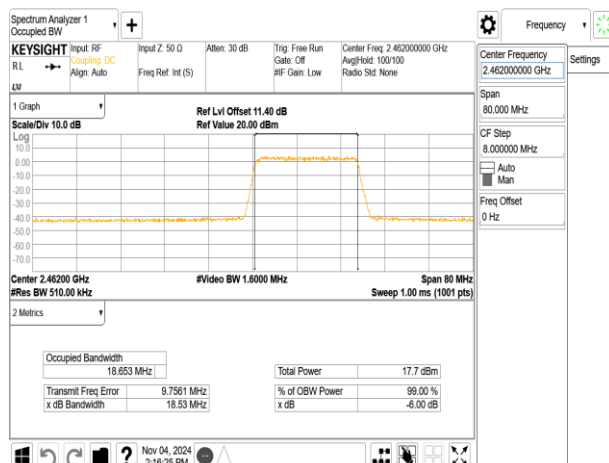 Spectrum Analyzer 1
Occupied BW
Frequency
KEYSIGHT
Input: RF
Coupling: DC
Align: Auto
Input Z: 50 Ω
Freq Ref: Int (S)
Atten: 30 dB
Trig: Free Run
Gate: Off
#IF Gain: Low
Center Freq: 2.462000000 GHz
Avg|Hold: 100/100
Radio Std: None
RL
LXI
Center Frequency
2.462000000 GHz
Settings
Span
80.000 MHz
CF Step
8.000000 MHz
Auto
Man
Freq Offset
0 Hz
1 Graph
Ref Lvl Offset 11.40 dB
Scale/Div 10.0 dB
Ref Value 20.00 dBm
Log
10.0
0.00
-10.0
-20.0
-30.0
-40.0
-50.0
-60.0
-70.0
Center 2.46200 GHz
#Video BW 1.6000 MHz
Span 80 MHz
#Res BW 510.00 kHz
Sweep 1.00 ms (1001 pts)
2 Metrics
Occupied Bandwidth
18.653 MHz
Total Power 17.7 dBm
Transmit Freq Error 9.7561 MHz
% of OBW Power 99.00 %
x dB Bandwidth 18.53 MHz
x dB -6.00 dB
?
Nov 04, 2024
2:16:25 PM